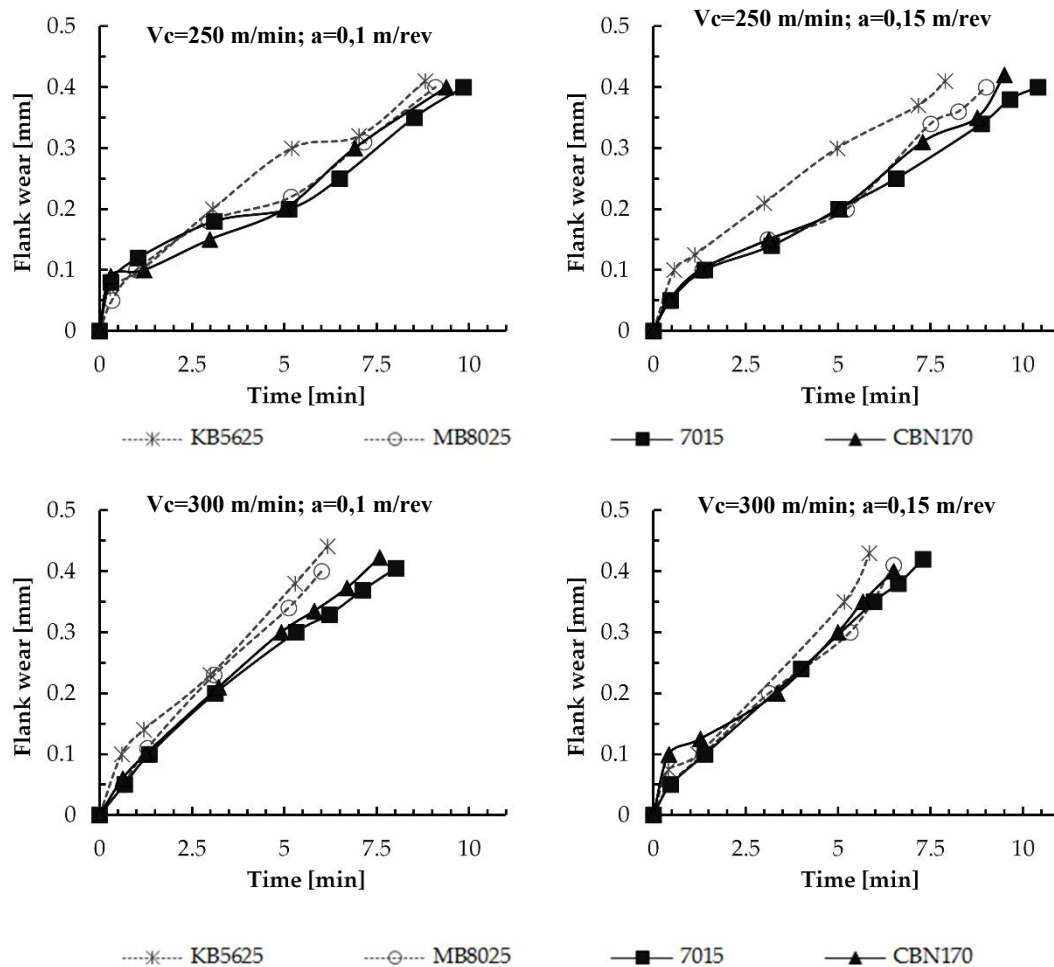 Vc=250 m/min; a=0,1 m/rev
Flank wear [mm]
0.5
0.4
0.3
0.2
0.1
0
0 2.5 5 7.5 10
Time [min]
Vc=250 m/min; a=0,15 m/rev
Flank wear [mm]
0.5
0.4
0.3
0.2
0.1
0
0 2.5 5 7.5 10
Time [min]
KB5625 MB8025 7015 CBN170
Vc=300 m/min; a=0,1 m/rev
Flank wear [mm]
0.5
0.4
0.3
0.2
0.1
0
0 2.5 5 7.5 10
Time [min]
Vc=300 m/min; a=0,15 m/rev
Flank wear [mm]
0.5
0.4
0.3
0.2
0.1
0
0 2.5 5 7.5 10
Time [min]
KB5625 MB8025 7015 CBN170